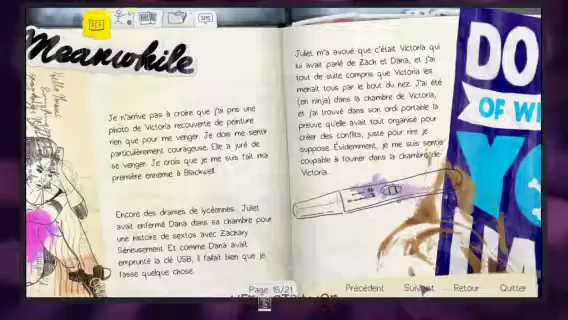 Meanwhile
Je n'arrive pas à croire que j'ai pris une
photo de Victoria recouverte de peinture
rien que pour me venger. Je dois me sentir
particulièrement courageuse. Elle a juré de
se venger. Je crois que je me suis fait ma
première ennemie à Blackwell.
Encore des drames de lycéennes. Juliet
avait enfermé Dana dans sa chambre pour
une histoire de sextos avec Zachary.
Sérieusement. Et comme Dana avait
emprunté la clé USB, il fallait bien que je
fasse quelque chose.
Juliet m'a avoué que c'était Victoria qui
lui avait parlé de Zach et Dana, et j'ai
tout de suite compris que Victoria les
menait tous par le bout du nez. J'ai été
(en ninja) dans la chambre de Victoria,
et j'ai trouvé dans son ordi portable la
preuve qu'elle avait tout organisé pour
créer des conflits, juste pour rire je
suppose. Évidemment, je me suis sentie
coupable à fouiner dans la chambre de
Victoria.
DO
OF W
YO
Page 15/21
Précédent Suivant Retour Quitter